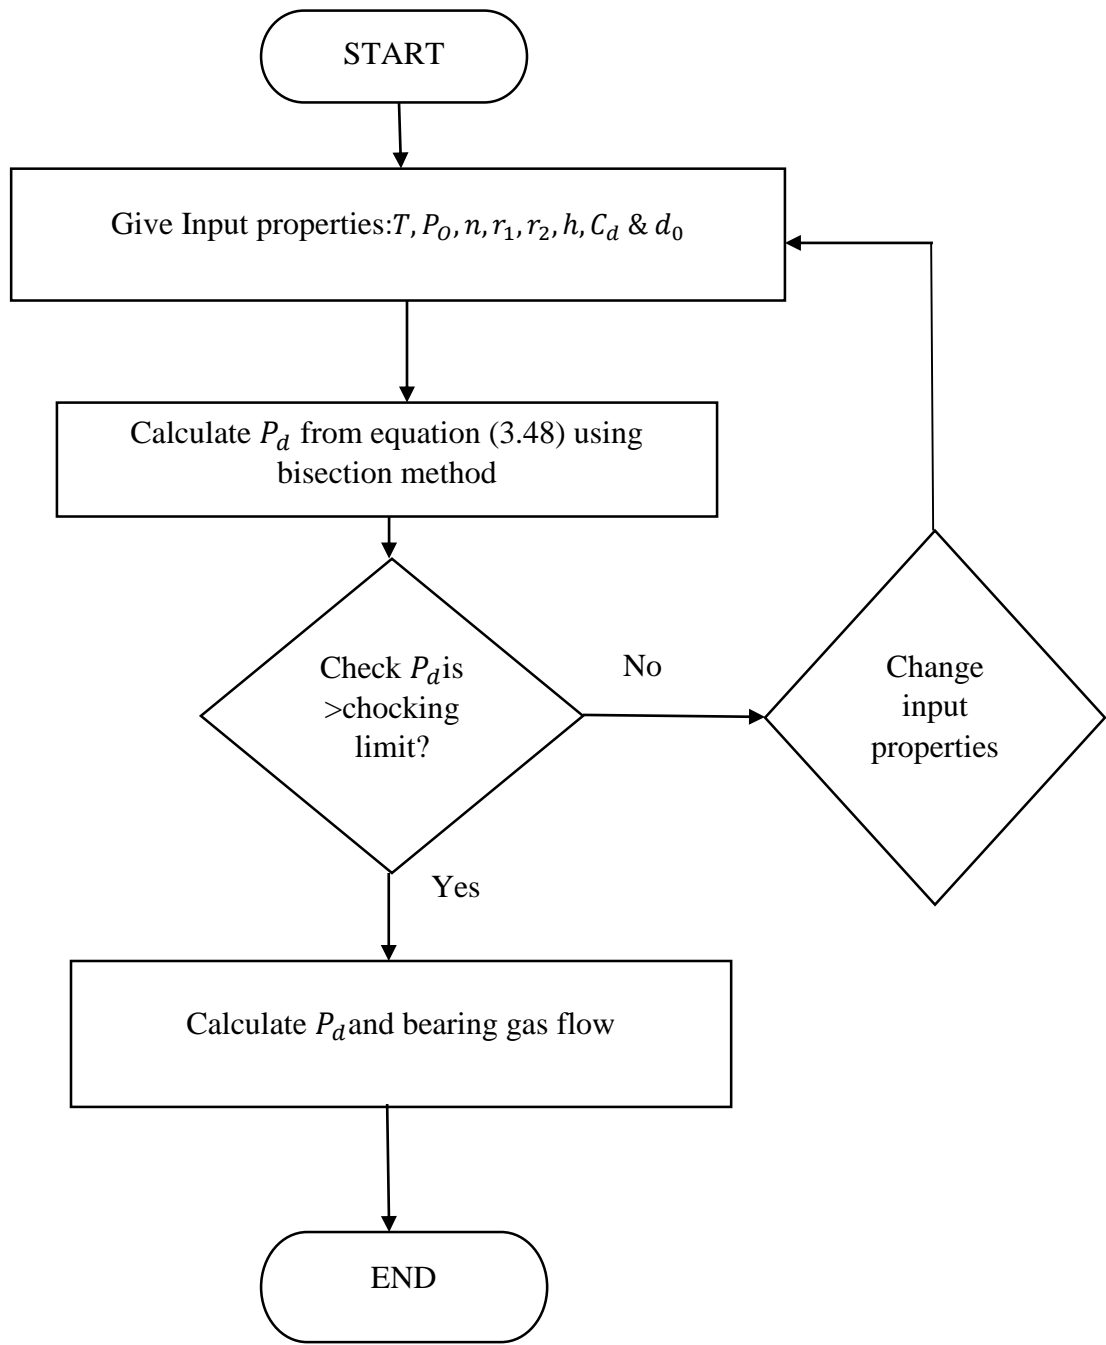 START
Give Input properties:T, P_O, n, r_1, r_2, h, C_d & d_0
Calculate P_d from equation (3.48) using
bisection method
Check P_d is
>chocking
limit?
No
Change
input
properties
Yes
Calculate P_d and bearing gas flow
END